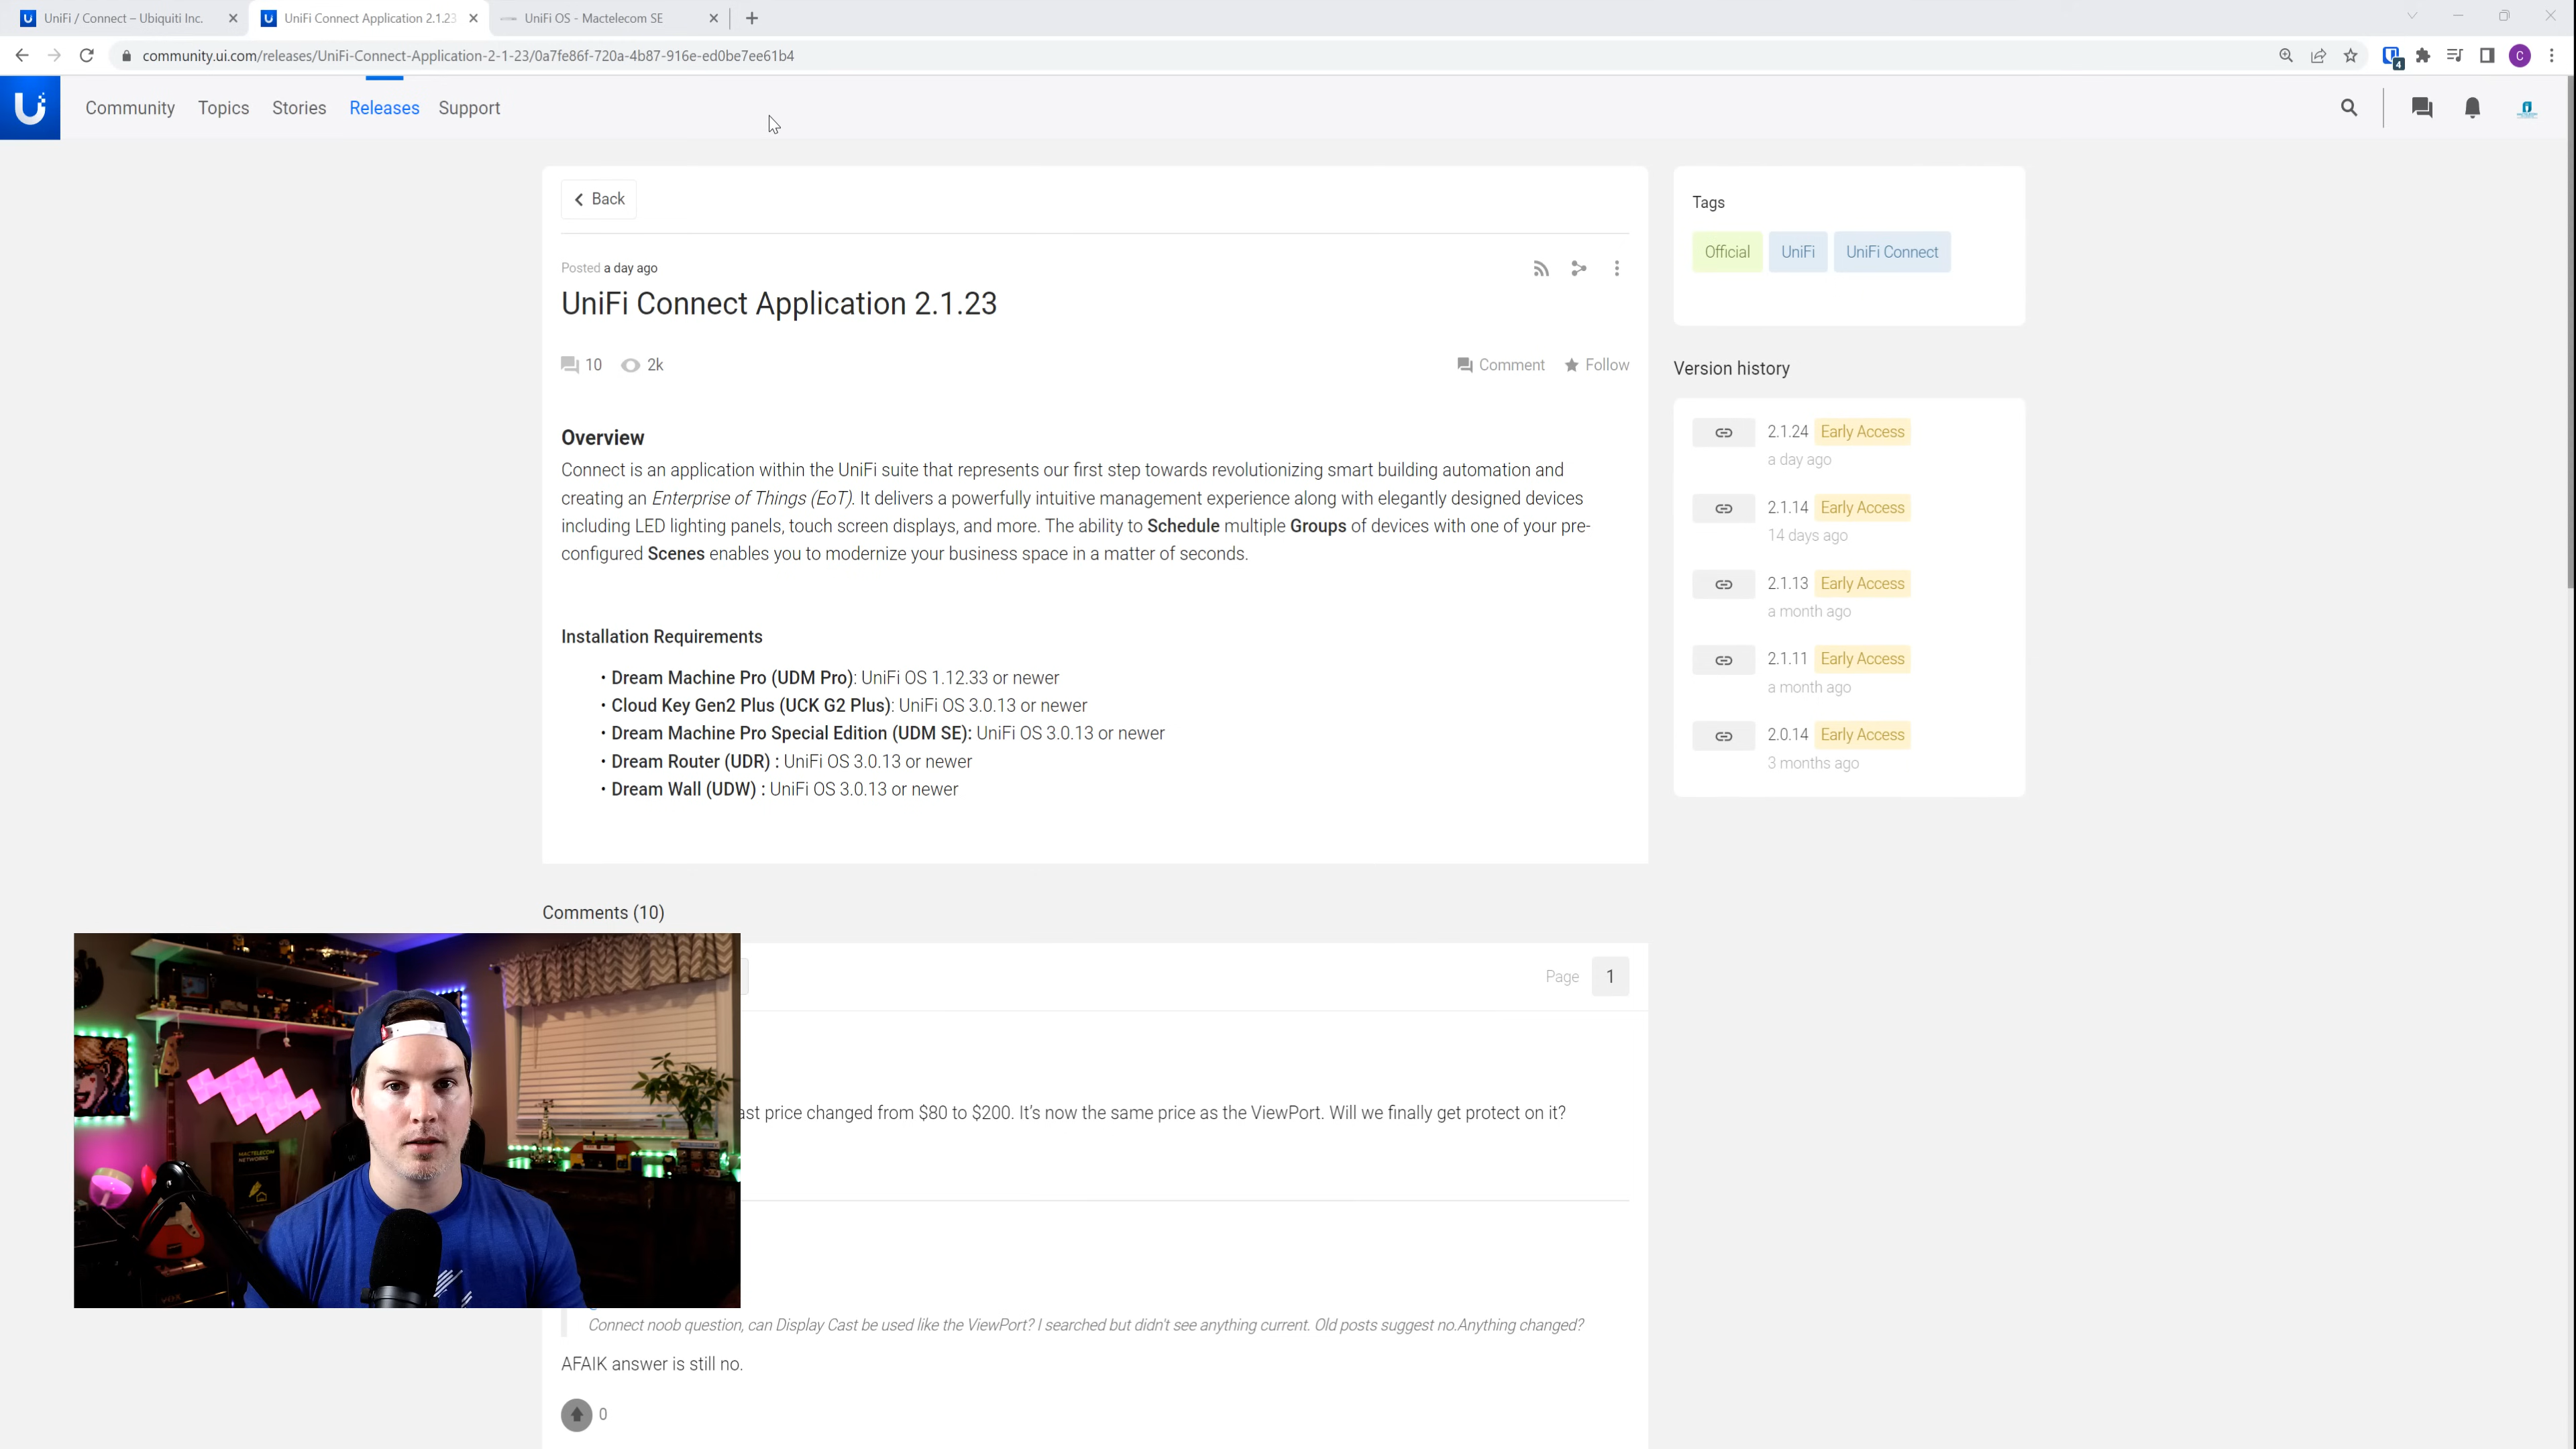 UniFi / Connect – Ubiquiti Inc.
UniFi Connect Application 2.1.23
UniFi OS - Mactelecom SE
community.ui.com/releases/UniFi-Connect-Application-2-1-23/0a7fe86f-720a-4b87-916e-ed0be7ee61b4
4
C
Community Topics Stories Releases Support
Back
Posted a day ago
UniFi Connect Application 2.1.23
10 2k
Comment Follow
Overview
Connect is an application within the UniFi suite that represents our first step towards revolutionizing smart building automation and
creating an Enterprise of Things (EoT). It delivers a powerfully intuitive management experience along with elegantly designed devices
including LED lighting panels, touch screen displays, and more. The ability to Schedule multiple Groups of devices with one of your pre-
configured Scenes enables you to modernize your business space in a matter of seconds.
Installation Requirements
• Dream Machine Pro (UDM Pro): UniFi OS 1.12.33 or newer
• Cloud Key Gen2 Plus (UCK G2 Plus): UniFi OS 3.0.13 or newer
• Dream Machine Pro Special Edition (UDM SE): UniFi OS 3.0.13 or newer
• Dream Router (UDR) : UniFi OS 3.0.13 or newer
• Dream Wall (UDW) : UniFi OS 3.0.13 or newer
Tags
Official UniFi UniFi Connect
Version history
2.1.24 Early Access
a day ago
2.1.14 Early Access
14 days ago
2.1.13 Early Access
a month ago
2.1.11 Early Access
a month ago
2.0.14 Early Access
3 months ago
Comments (10)
Page 1
ast price changed from $80 to $200. It's now the same price as the ViewPort. Will we finally get protect on it?
MACTELECOM
NETWORKS
VOX
Connect noob question, can Display Cast be used like the ViewPort? I searched but didn't see anything current. Old posts suggest no.Anything changed?
AFAIK answer is still no.
0